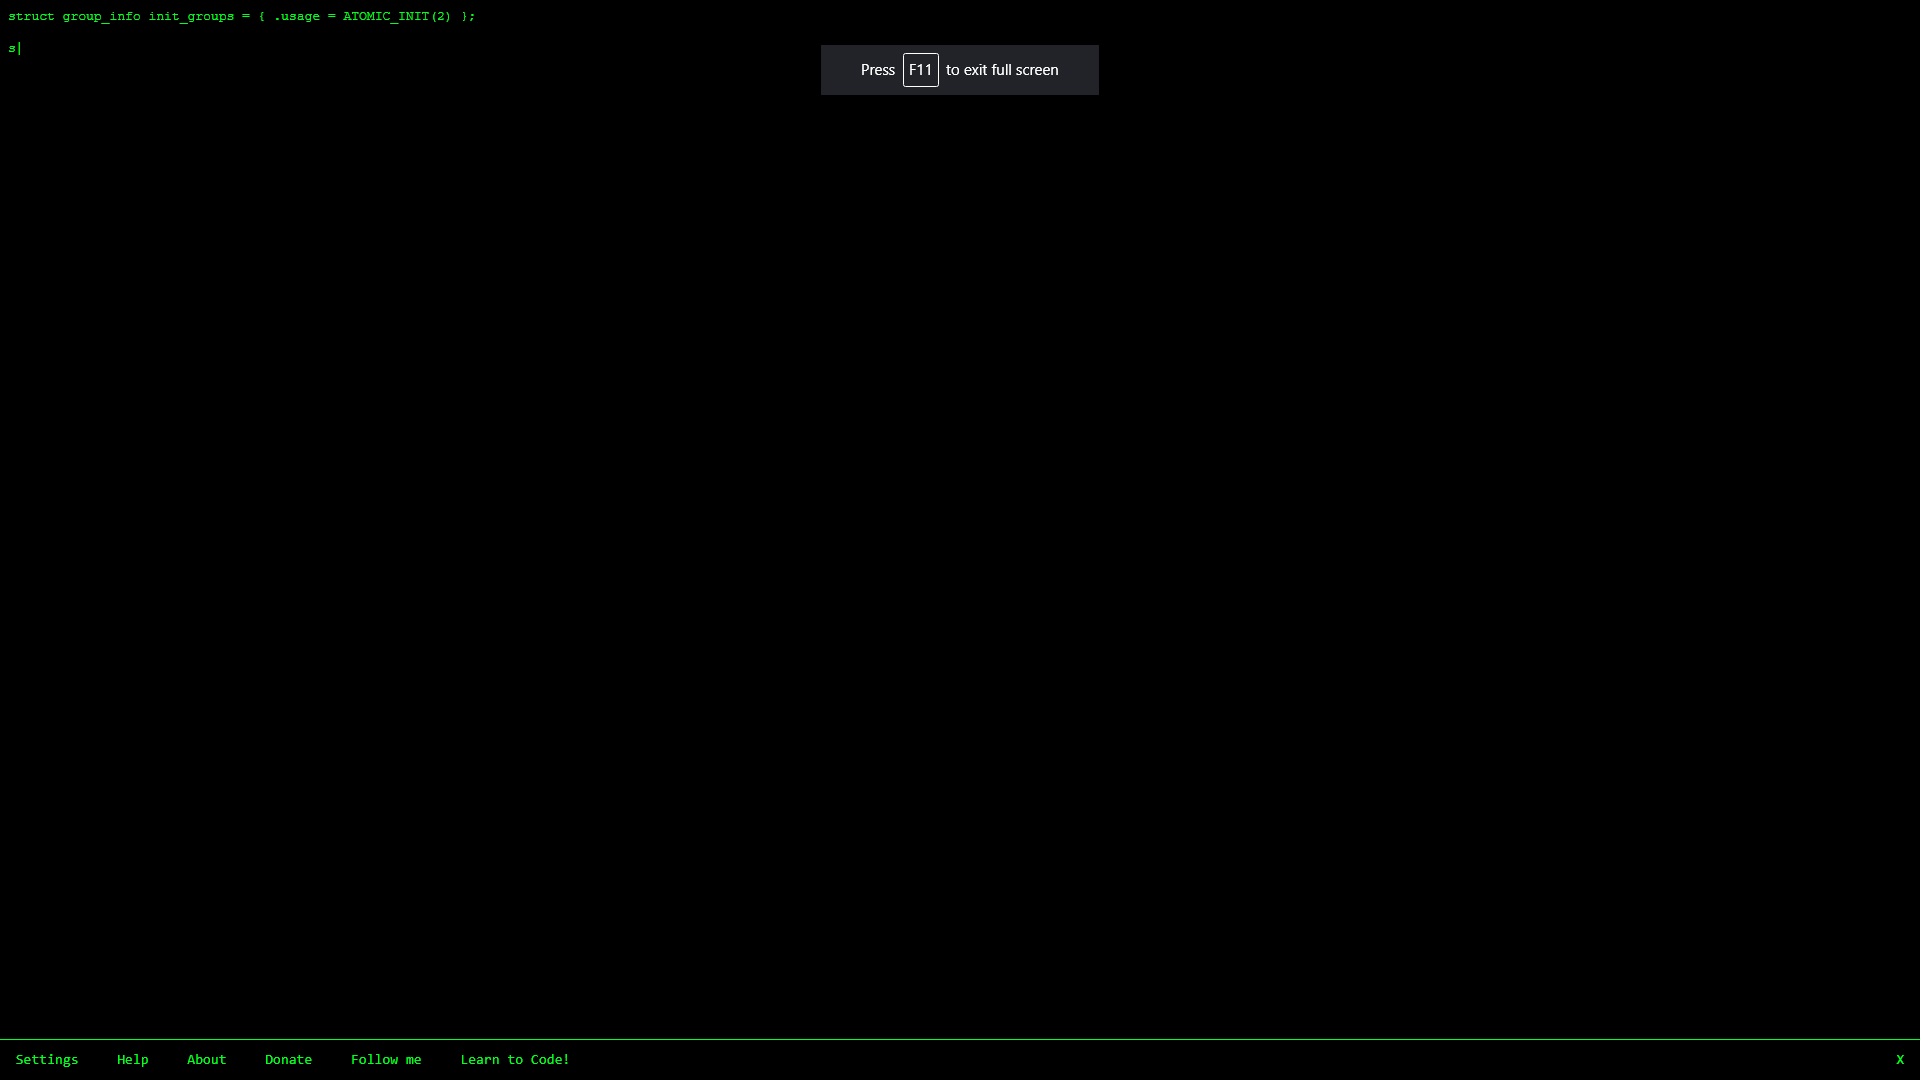 struct group_info init_groups = { .usage = ATOMIC_INIT(2) };
s|
Press F11 to exit full screen
Settings Help About Donate Follow me Learn to Code! X